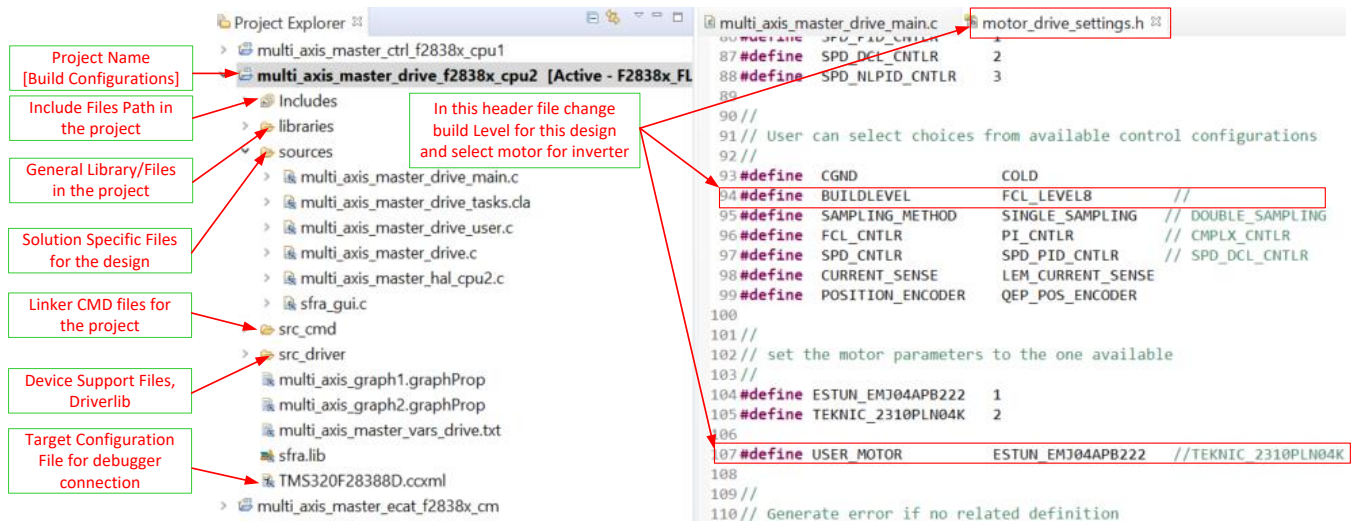 Project Name
[Build Configurations]
Include Files Path in
the project
General Library/Files
in the project
Solution Specific Files
for the design
Linker CMD files for
the project
Device Support Files,
Driverlib
Target Configuration
File for debugger
connection
Project Explorer
multi_axis_master_ctrl_f2838x_cpu1
multi_axis_master_drive_f2838x_cpu2 [Active - F2838x_FL
Includes
libraries
sources
multi_axis_master_drive_main.c
multi_axis_master_drive_tasks.cla
multi_axis_master_drive_user.c
multi_axis_master_drive.c
multi_axis_master_hal_cpu2.c
sfra_gui.c
src_cmd
src_driver
multi_axis_graph1.graphProp
multi_axis_graph2.graphProp
multi_axis_master_vars_drive.txt
sfra.lib
TMS320F28388D.ccxml
multi_axis_master_ecat_f2838x_cm
In this header file change
build Level for this design
and select motor for inverter
multi_axis_master_drive_main.c motor_drive_settings.h
86 #define SPD_PID_CNTLR 1
87 #define SPD_DCL_CNTLR 2
88 #define SPD_NLPID_CNTLR 3
89
90 //
91 // User can select choices from available control configurations
92 //
93 #define CGND COLD
94 #define BUILDLEVEL FCL_LEVEL8 //
95 #define SAMPLING_METHOD SINGLE_SAMPLING // DOUBLE_SAMPLING
96 #define FCL_CNTLR PI_CNTLR // CMPLX_CNTLR
97 #define SPD_CNTLR SPD_PID_CNTLR // SPD_DCL_CNTLR
98 #define CURRENT_SENSE LEM_CURRENT_SENSE
99 #define POSITION_ENCODER QEP_POS_ENCODER
100
101 //
102 // set the motor parameters to the one available
103 //
104 #define ESTUN_EMJ04APB222 1
105 #define TEKNIC_2310PLN04K 2
106
107 #define USER_MOTOR ESTUN_EMJ04APB222 //TEKNIC_2310PLN04K
108
109 //
110 // Generate error if no related definition